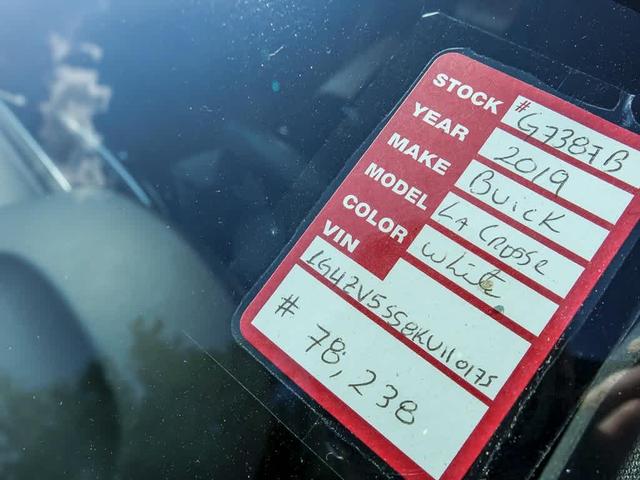 STOCK #G7387B
YEAR 2019
MAKE Buick
MODEL LA Crosse
COLOR white
VIN
1G4ZV5SS8KU110175
# 78,238